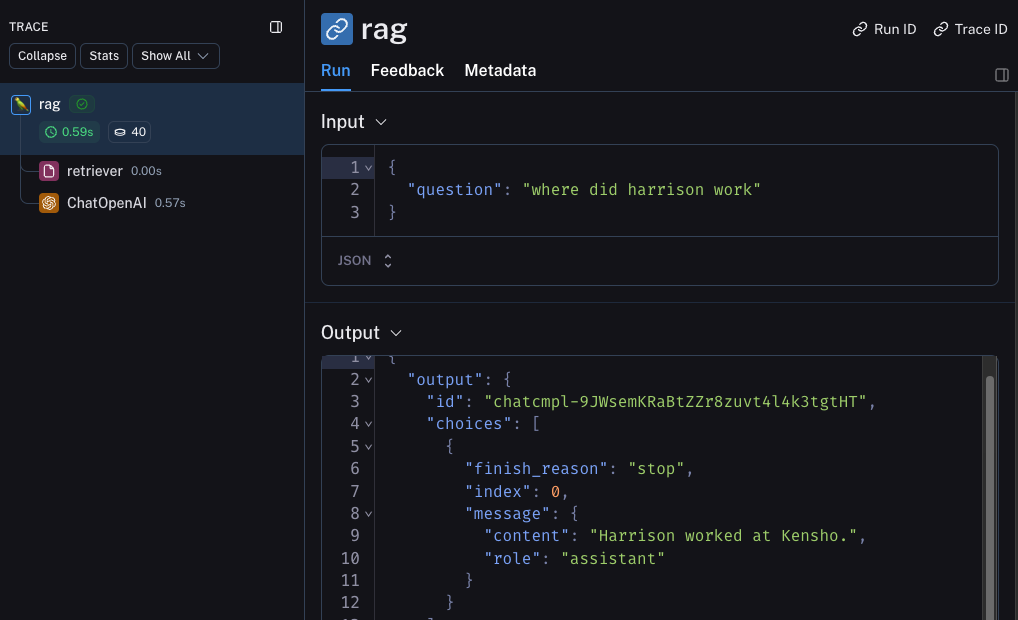 TRACE
Collapse Stats Show All
rag
0.59s 40
retriever 0.00s
ChatOpenAI 0.57s
rag
Run ID Trace ID
Run Feedback Metadata
Input
1 {
2 "question": "where did harrison work"
3 }
JSON
Output
1 {
2 "output": {
3 "id": "chatcmpl-9JWsemKRaBtZZr8zuvt4l4k3tgtHT",
4 "choices": [
5 {
6 "finish_reason": "stop",
7 "index": 0,
8 "message": {
9 "content": "Harrison worked at Kensho.",
10 "role": "assistant"
11 }
12 }